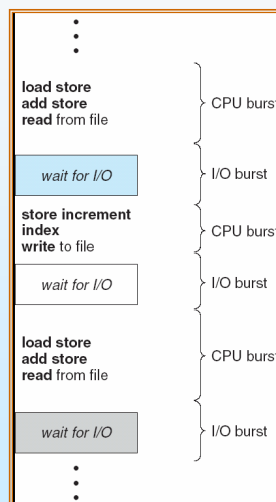 load store
add store
read from file
CPU burst
wait for I/O
I/O burst
store increment
index
write to file
CPU burst
wait for I/O
I/O burst
load store
add store
read from file
CPU burst
wait for I/O
I/O burst